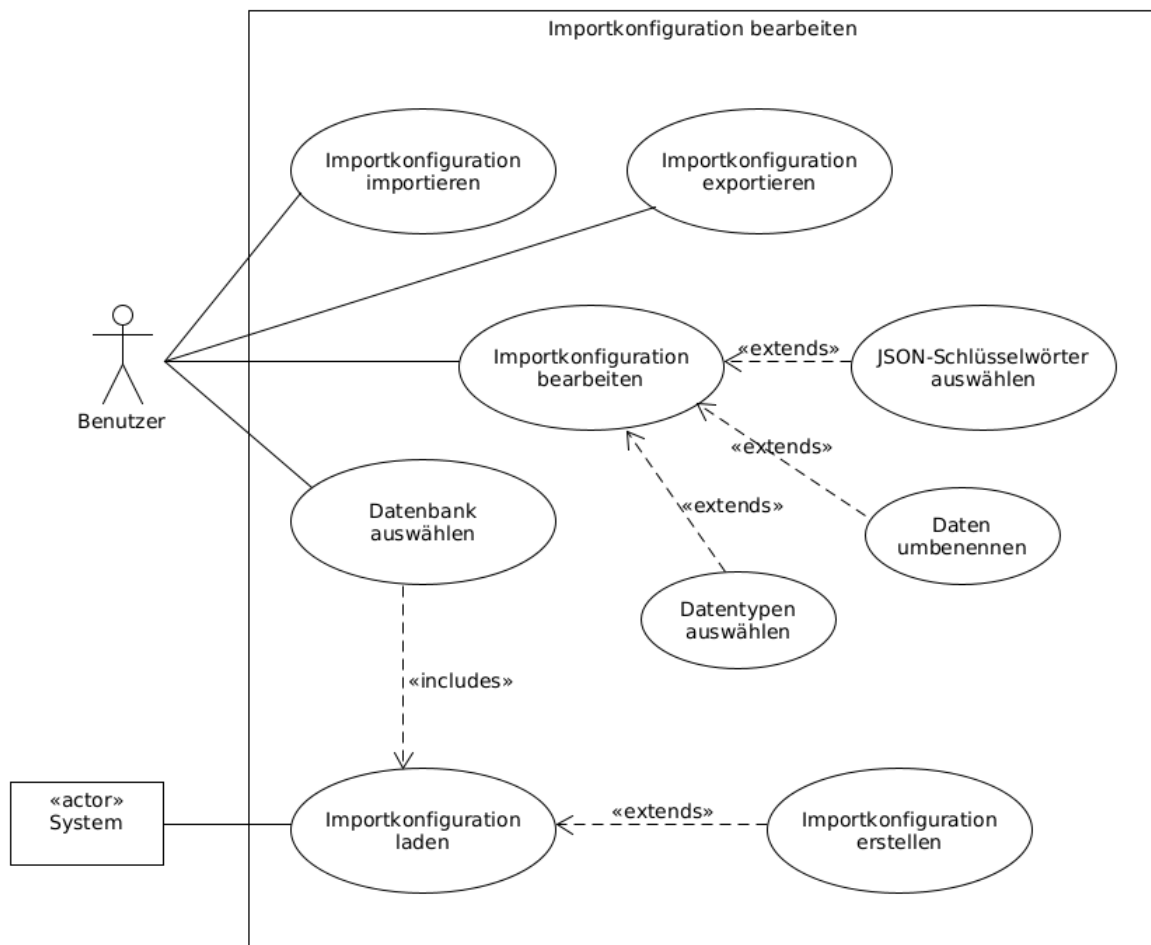 Importkonfiguration bearbeiten
Importkonfiguration
importieren
Importkonfiguration
exportieren
Benutzer
Importkonfiguration
bearbeiten
«extends»
JSON-Schlüsselwörter
auswählen
«extends»
Datenbank
auswählen
«extends»
Daten
umbenennen
Datentypen
auswählen
«includes»
«actor»
System
Importkonfiguration
laden
«extends»
Importkonfiguration
erstellen